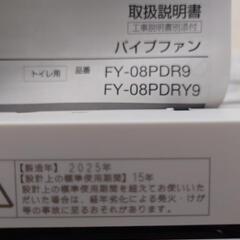 取扱説明書
工事説明書別添付
パイプファン
トイレ用 品番 FY-08PDR9
FY-08PDRY9
【製造年】2025年
【設計上の標準使用期間】15年
設計上の標準使用期間を超えてお使いいた
だいた場合は、経年劣化による発火・けが
等の事故に至るおそれがあります。